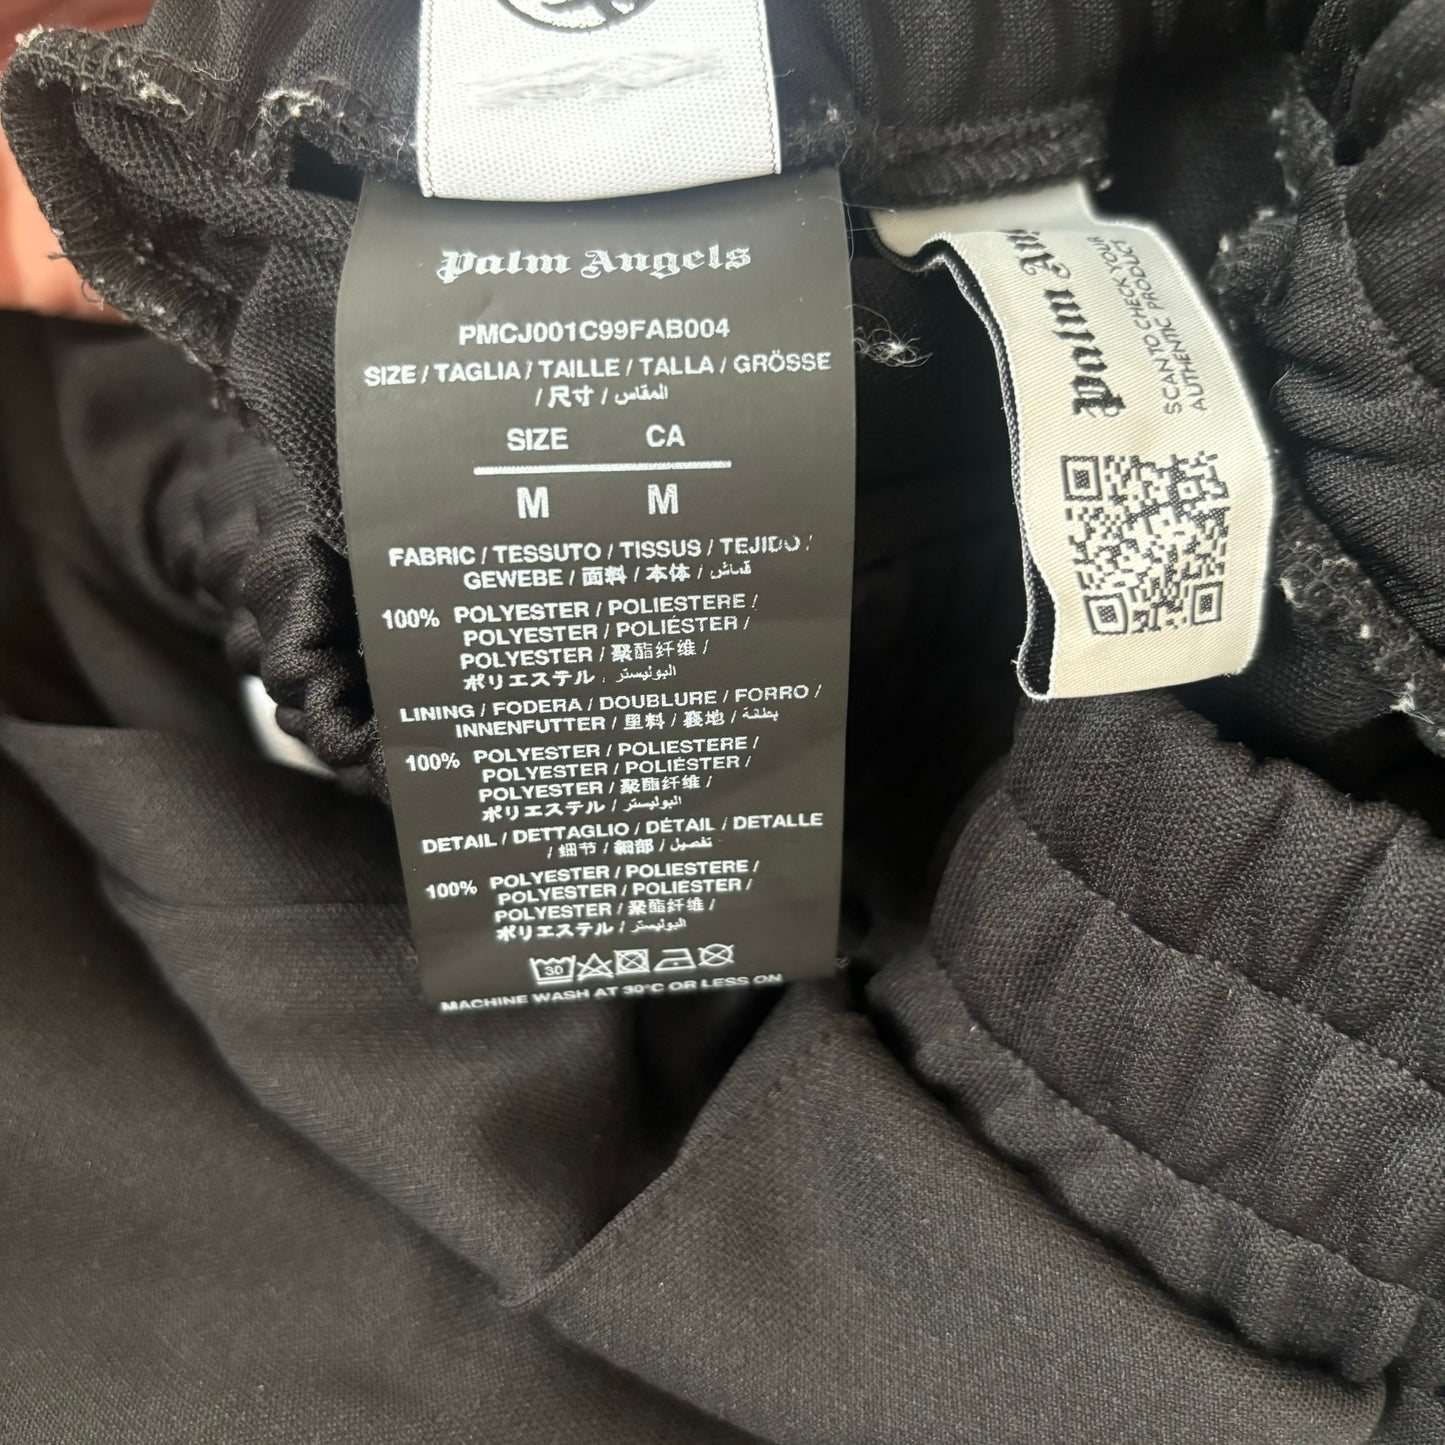 Palm Angels
PMCJ001C99FAB004
SIZE / TAGLIA / TAILLE / TALLA / GRÖSSE
/ 尺寸 / المقاس
SIZE CA
M M
FABRIC / TESSUTO / TISSUS / TEJIDO /
GEWEBE / 面料 / 本体 / قماش
100% POLYESTER / POLIESTERE /
POLYESTER / POLIÉSTER /
POLYESTER / 聚酯纤维 /
ポリエステル / البوليستر
LINING / FODERA / DOUBLURE / FORRO /
INNENFUTTER / 里料 / 裏地 / بطانة
100% POLYESTER / POLIESTERE /
POLYESTER / POLIÉSTER /
POLYESTER / 聚酯纤维 /
ポリエステル / البوليستر
DETAIL / DETTAGLIO / DÉTAIL / DETALLE
/ 细节 / 細部 / تفصيل
100% POLYESTER / POLIESTERE /
POLYESTER / POLIÉSTER /
POLYESTER / 聚酯纤维 /
ポリエステル / البوليستر
30
MACHINE WASH AT 30°C OR LESS ON
Palm An
SCAN TO CHECK YOUR
AUTHENTIC PRODUCT